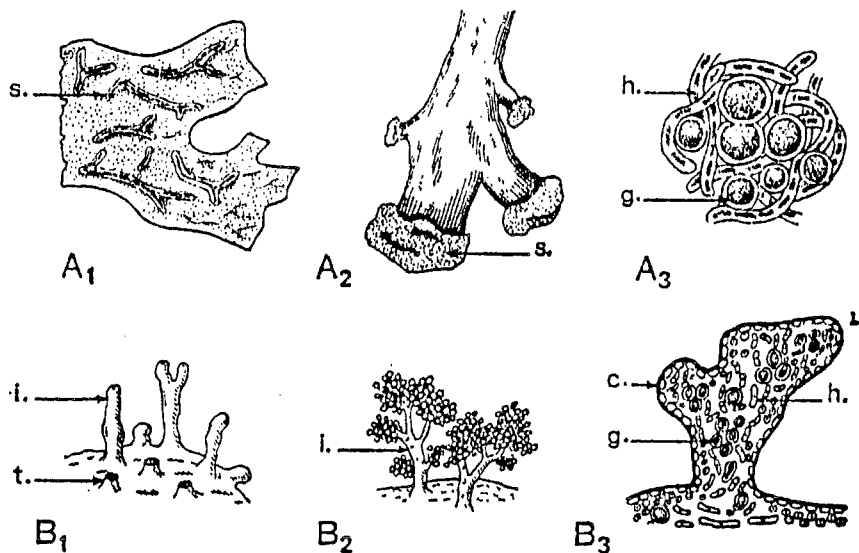 s.
s.
h.
g.
A₁
A₂
A₃
i.
t.
i.
c.
h.
g.
B₁
B₂
B₃